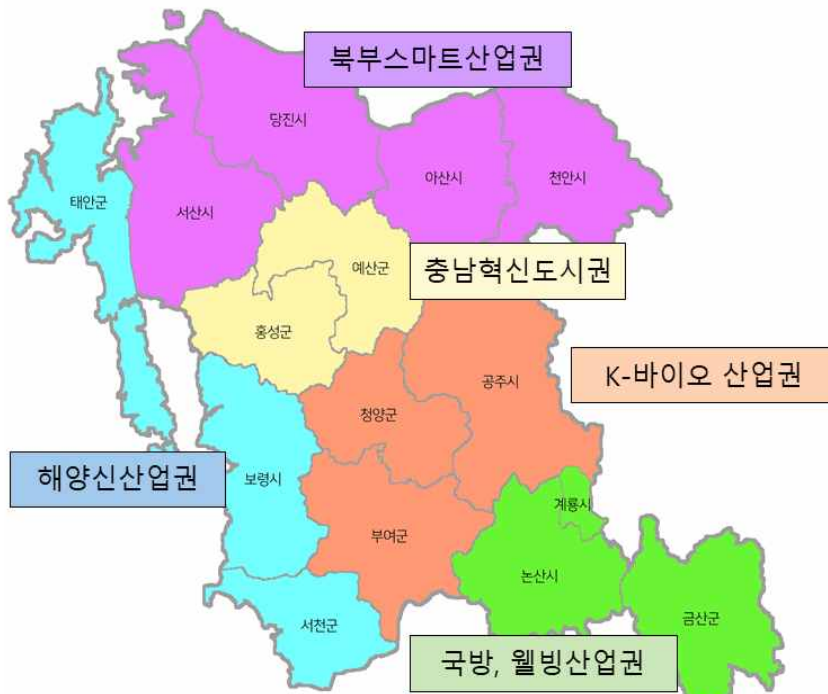 북부스마트산업권
당진시
아산시
천안시
태안군
서산시
예산군
충남혁신도시권
홍성군
K-바이오 산업권
공주시
청양군
해양신산업권
보령시
계룡시
부여군
논산시
금산군
서천군
국방, 웰빙산업권